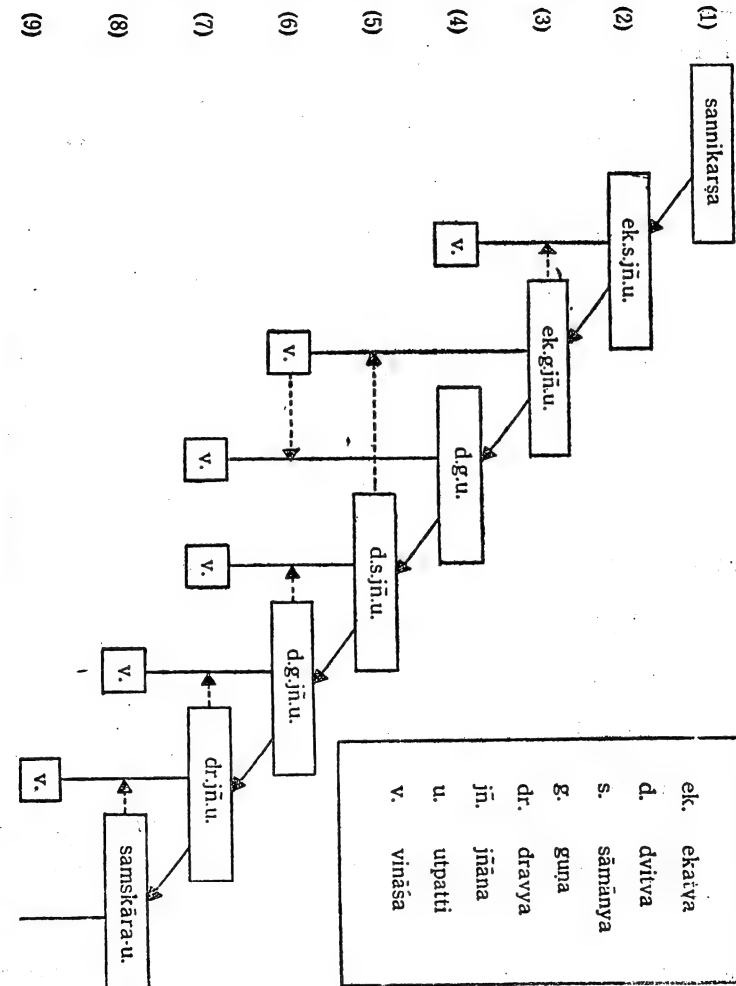 (1) sannikarṣa
(2) ek.s.jñ.u.
(3) ek.g.jñ.u.
(4) v. d.g.u.
(5) d.s.jñ.u.
(6) v. d.g.jñ.u.
(7) v. v. dr.jñ.u.
(8) v. samskāra-u.
(9) v.
ek. ekatva
d. dvitva
s. sāmānya
g. guṇa
dr. dravya
jñ. jñāna
u. utpatti
v. vināśa